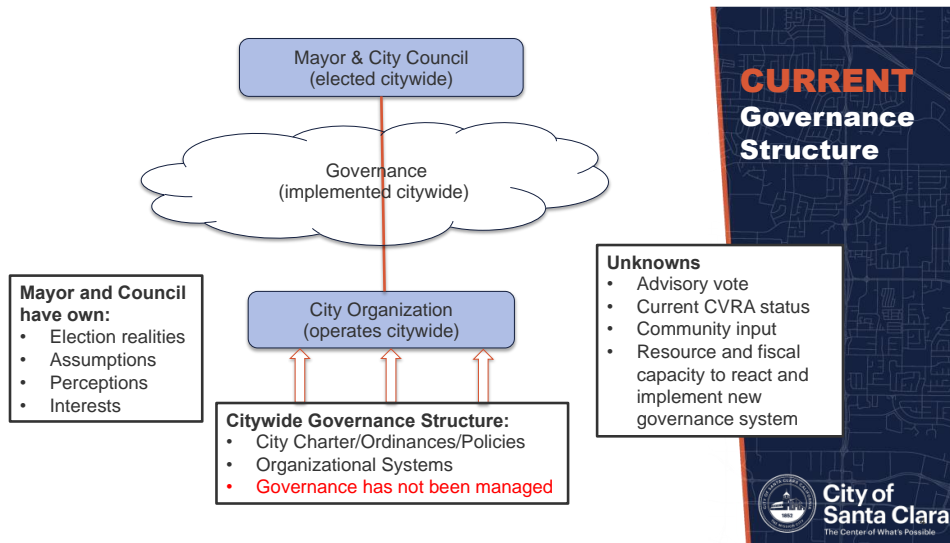 Mayor & City Council
(elected citywide)
CURRENT
Governance
Structure
Governance
(implemented citywide)
Mayor and Council
have own:
• Election realities
• Assumptions
• Perceptions
• Interests
City Organization
(operates citywide)
Unknowns
• Advisory vote
• Current CVRA status
• Community input
• Resource and fiscal
capacity to react and
implement new
governance system
Citywide Governance Structure:
• City Charter/Ordinances/Policies
• Organizational Systems
• Governance has not been managed
City of
Santa Clara
The Center of What's Possible
1852